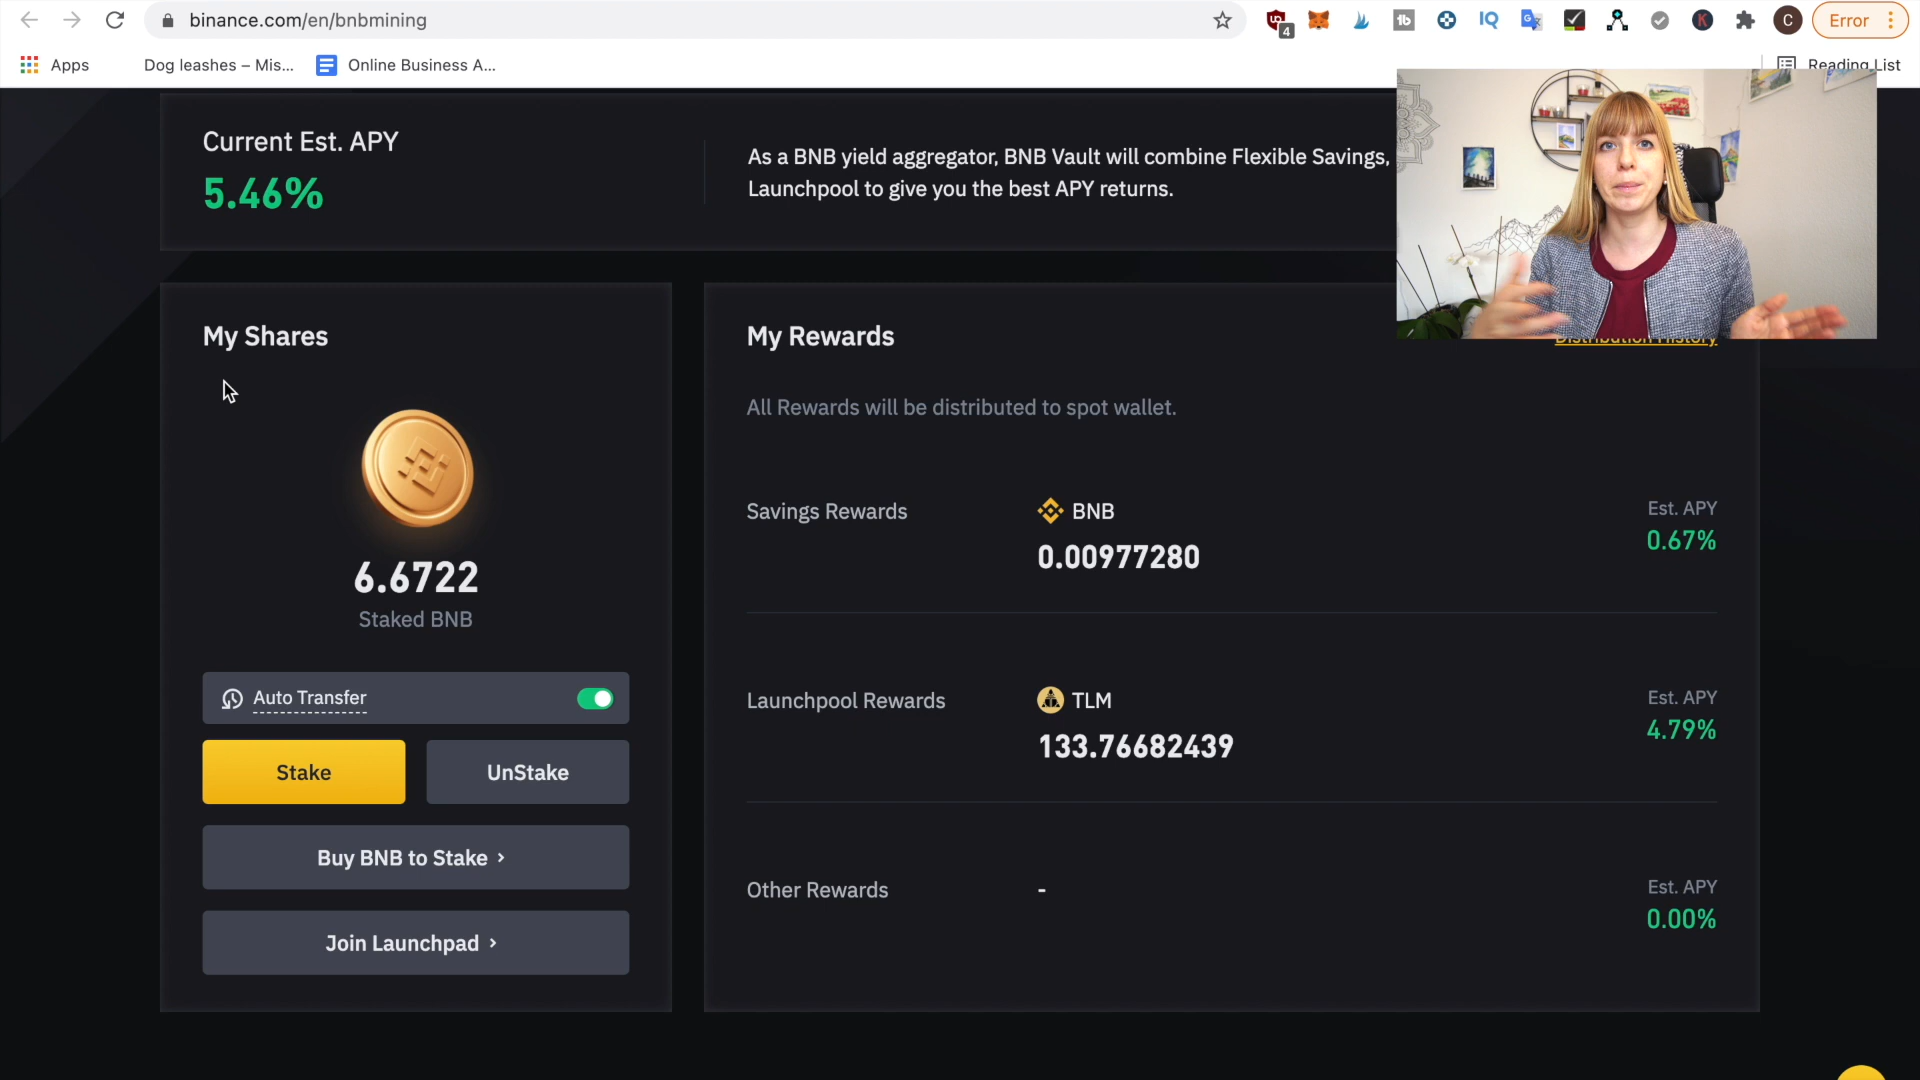 binance.com/en/bnbmining
4
IQ
K
C
Error
Apps
Dog leashes – Mis...
Online Business A...
Reading List
Current Est. APY
5.46%
As a BNB yield aggregator, BNB Vault will combine Flexible Savings,
Launchpool to give you the best APY returns.
My Shares
6.6722
Staked BNB
Auto Transfer
Stake
UnStake
Buy BNB to Stake
Join Launchpad
My Rewards
Distribution History
All Rewards will be distributed to spot wallet.
Savings Rewards
BNB
0.00977280
Est. APY
0.67%
Launchpool Rewards
TLM
133.76682439
Est. APY
4.79%
Other Rewards
-
Est. APY
0.00%